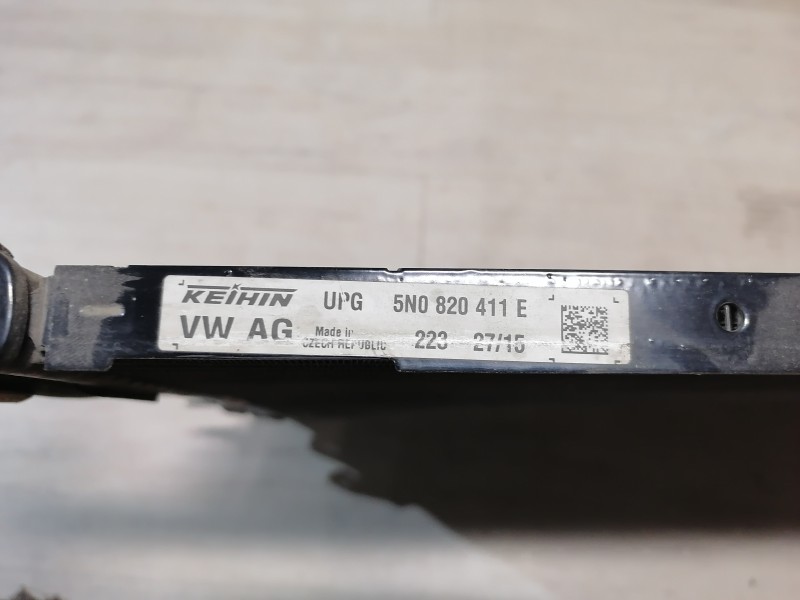 KEIHIN UPG 5N0 820 411 E
VW AG Made in 223 27/15
CZECH REPUBLIC